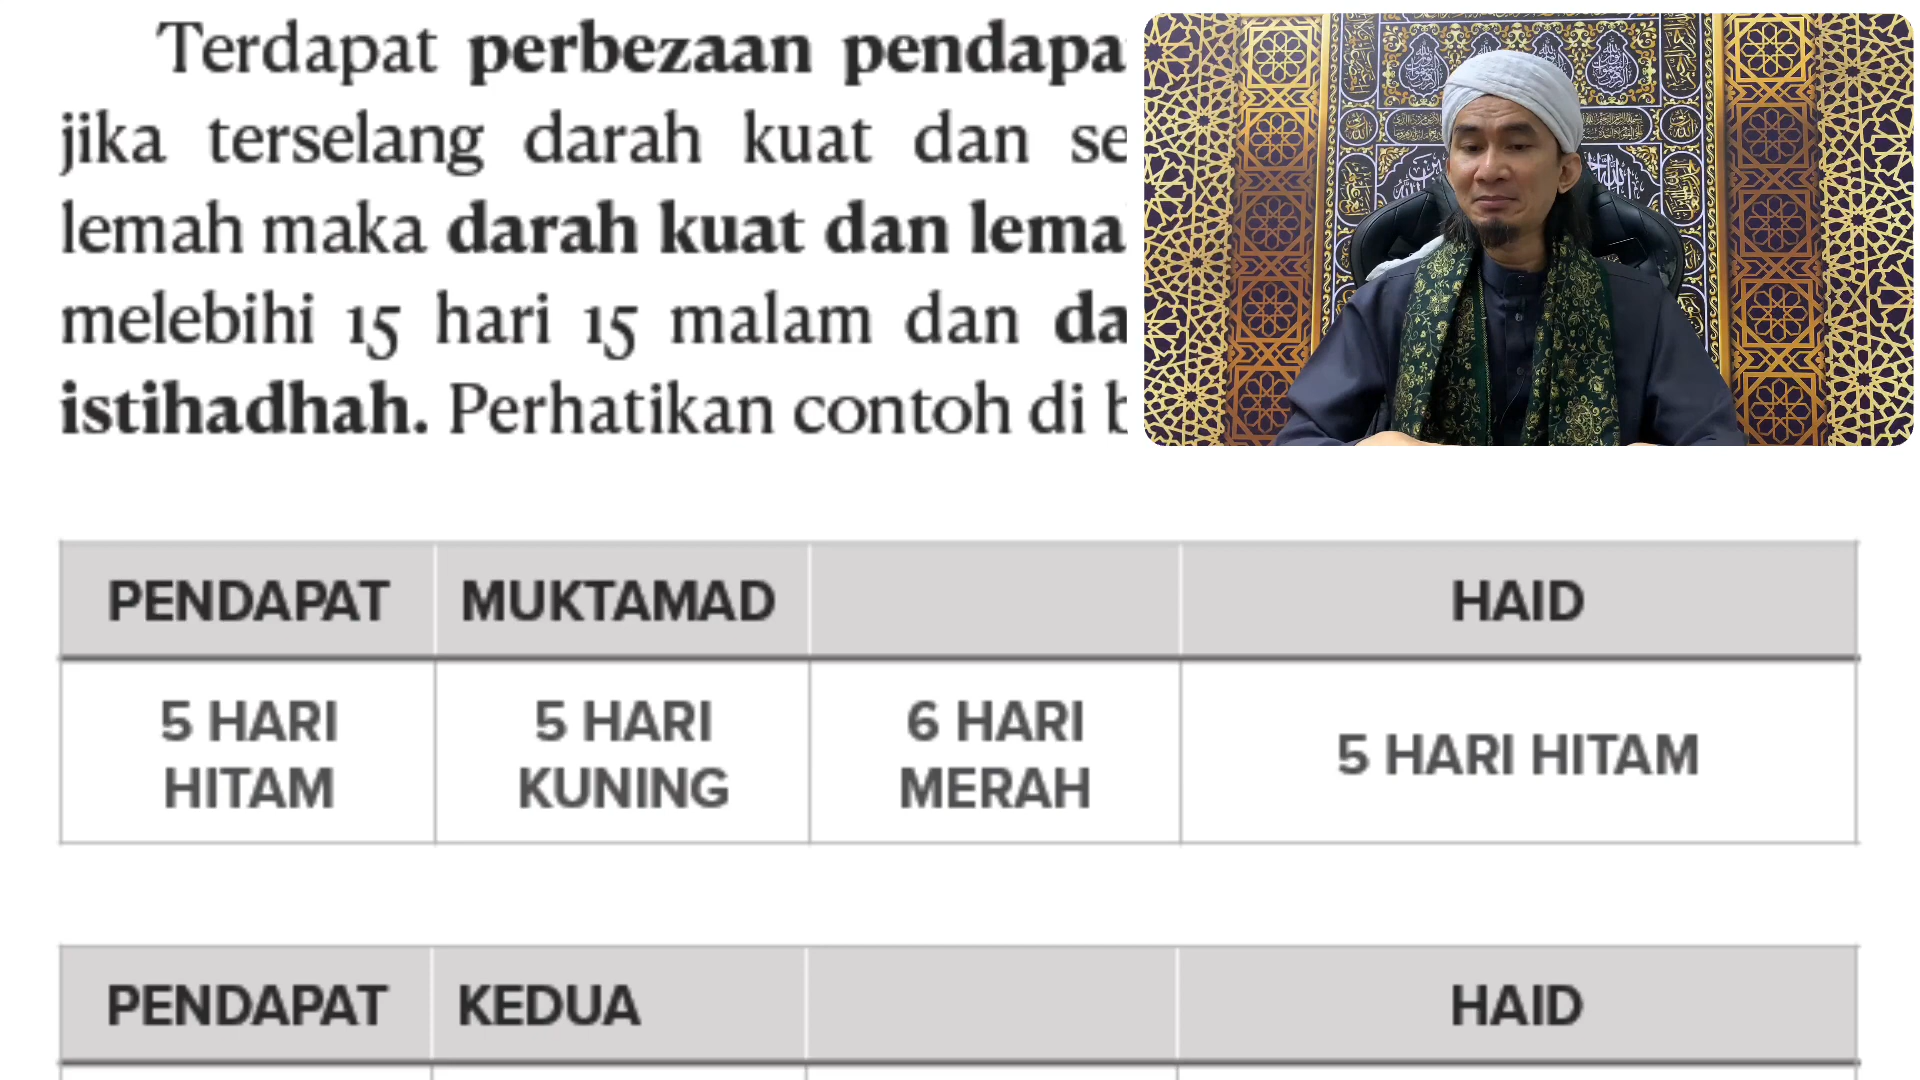 Terdapat perbezaan pendapa
jika terselang darah kuat dan se
lemah maka darah kuat dan lema
melebihi 15 hari 15 malam dan da
istihadhah. Perhatikan contoh di b
PENDAPAT MUKTAMAD HAID
5 HARI HITAM 5 HARI KUNING 6 HARI MERAH 5 HARI HITAM
PENDAPAT KEDUA HAID